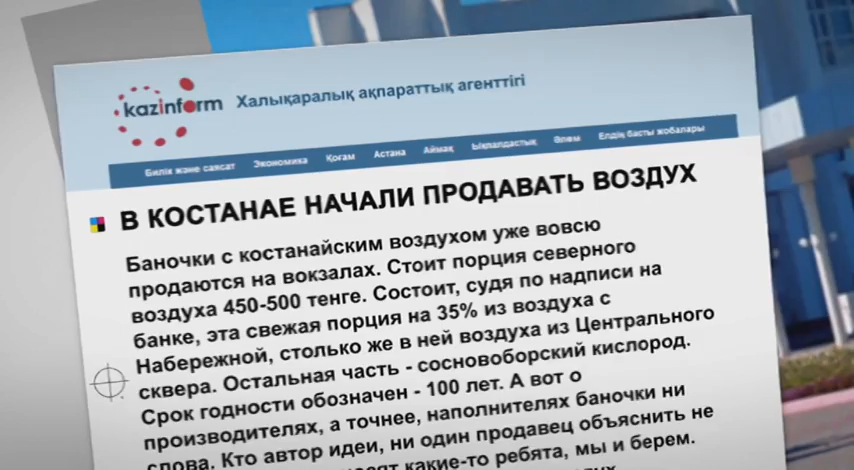 kazinform Халықаралық ақпараттық агенттігі
Билік және саясат Экономика Қоғам Астана Аймақ Ықпалдастық Әлем Елдің басты жобалары
В КОСТАНАЕ НАЧАЛИ ПРОДАВАТЬ ВОЗДУХ
Баночки с костанайским воздухом уже вовсю
продаются на вокзалах. Стоит порция северного
воздуха 450-500 тенге. Состоит, судя по надписи на
банке, эта свежая порция на 35% из воздуха с
Набережной, столько же в ней воздуха из Центрального
сквера. Остальная часть - сосновоборский кислород.
Срок годности обозначен - 100 лет. А вот о
производителях, а точнее, наполнителях баночки ни
слова. Кто автор идеи, ни один продавец объяснить не
какие-то ребята, мы и берем.